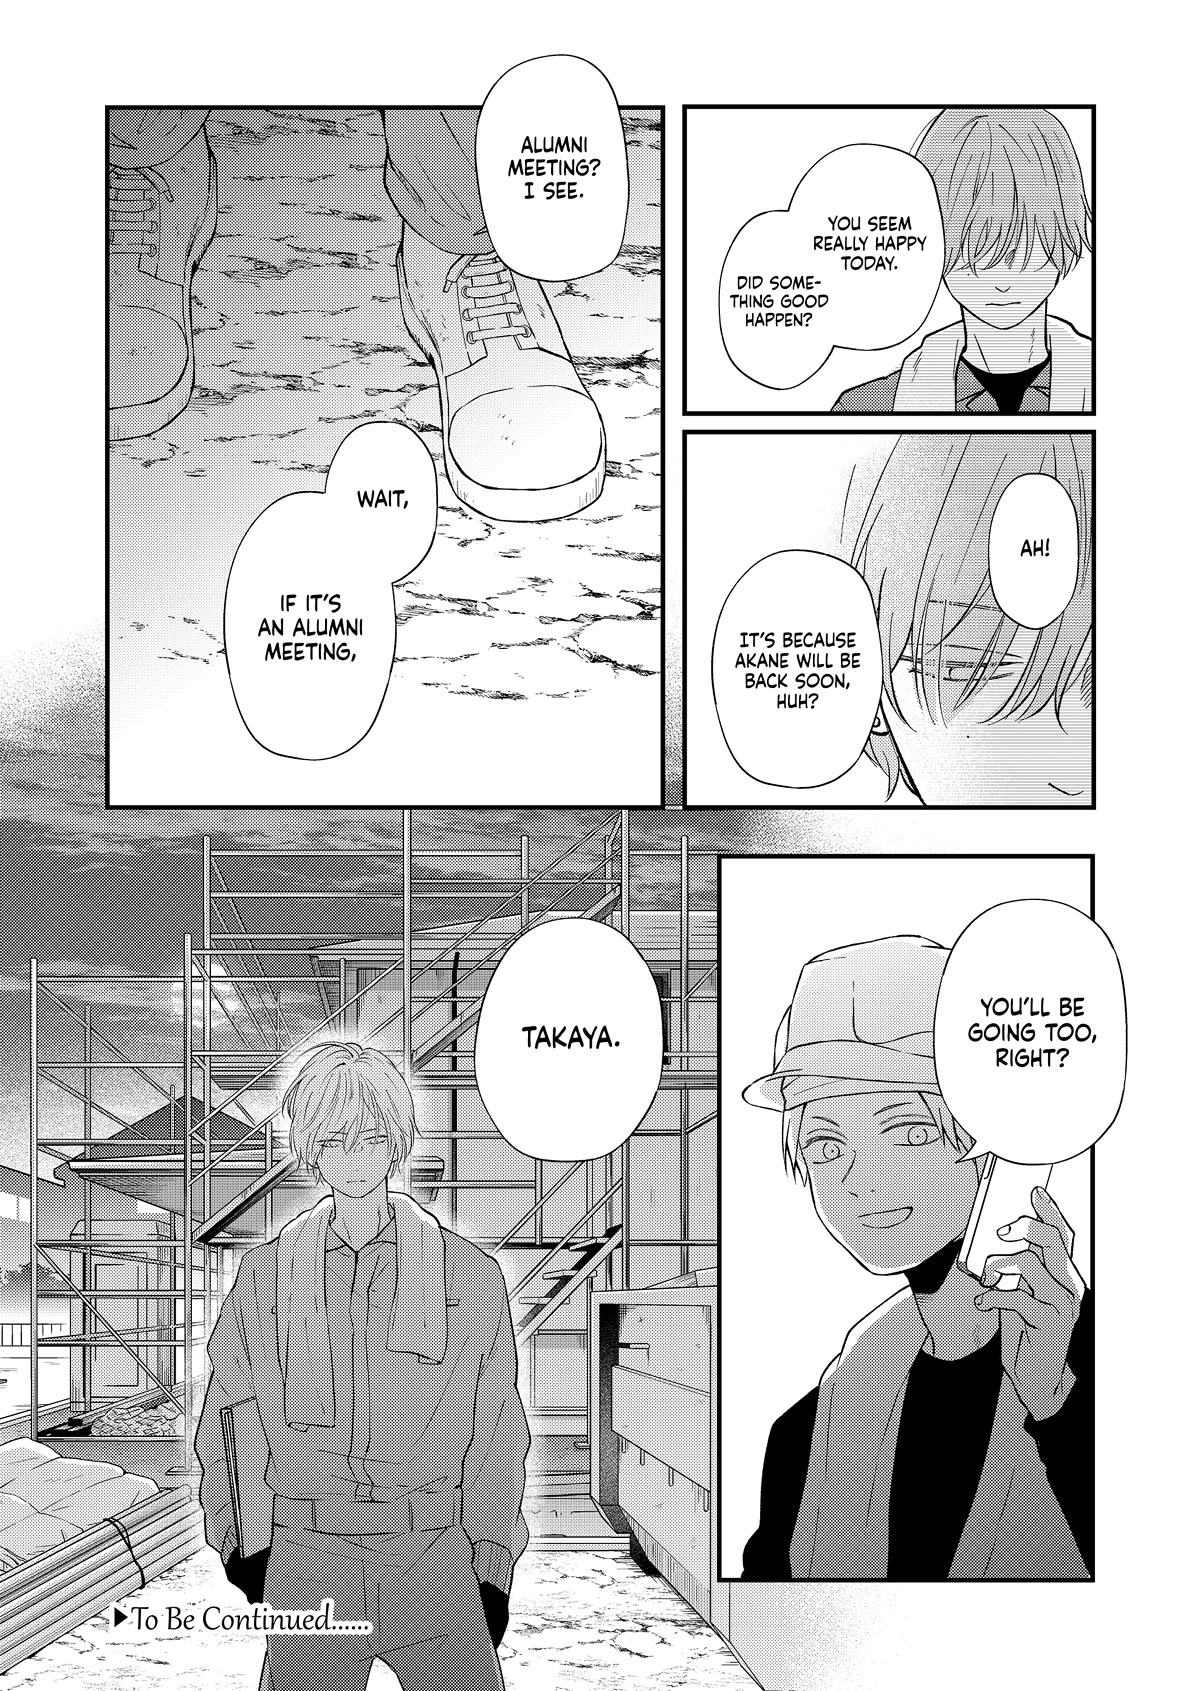 YOU SEEM
REALLY HAPPY
TODAY.
DID SOME-
THING GOOD
HAPPEN?
AH!
IT'S BECAUSE
AKANE WILL BE
BACK SOON,
HUH?
ALUMNI
MEETING?
I SEE.
WAIT,
IF IT'S
AN ALUMNI
MEETING,
YOU'LL BE
GOING TOO,
RIGHT?
TAKAYA.
To Be Continued......